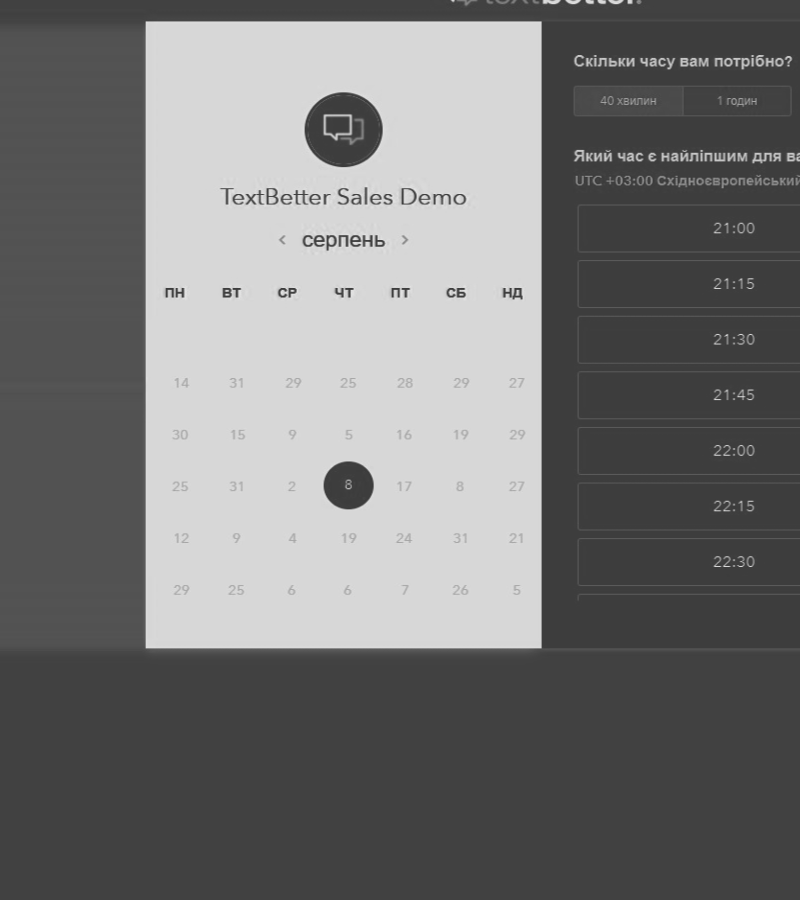 textbetter.
TextBetter Sales Demo
‹ серпень ›
ПН ВТ СР ЧТ ПТ СБ НД
14 31 29 25 28 29 27
30 15 9 5 16 19 29
25 31 2 8 17 8 27
12 9 4 19 24 31 21
29 25 6 6 7 26 5
Скільки часу вам потрібно?
40 хвилин 1 годин
Який час є найліпшим для
UTC +03:00 Східноєвропейський
21:00
21:15
21:30
21:45
22:00
22:15
22:30